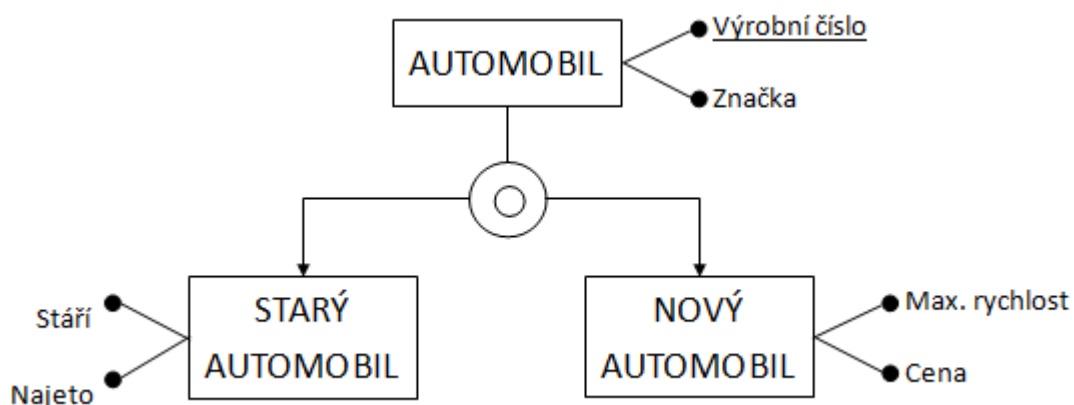 AUTOMOBIL
Výrobní číslo
Značka
STARÝ
AUTOMOBIL
Stáří
Najeto
NOVÝ
AUTOMOBIL
Max. rychlost
Cena